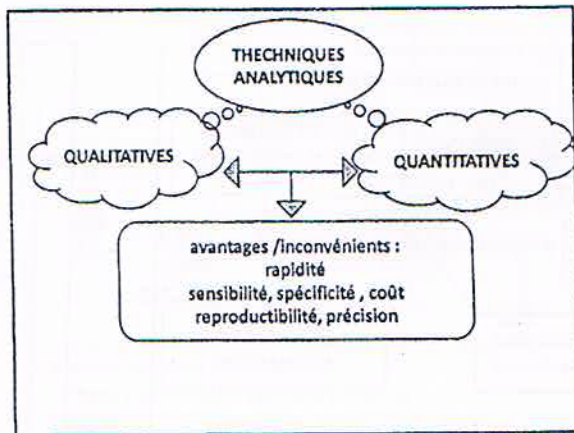 THECHNIQUES
ANALYTIQUES
QUALITATIVES
QUANTITATIVES
avantages /inconvénients :
rapidité
sensibilité, spécificité , coût
reproductibilité, précision